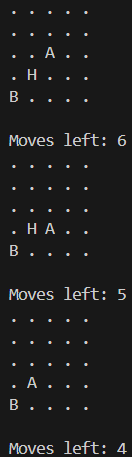 . . . . .
. . . . .
. . A . .
. H . . .
B . . . .
Moves left: 6
. . . . .
. . . . .
. . . . .
. H A . .
B . . . .
Moves left: 5
. . . . .
. . . . .
. . . . .
. A . . .
B . . . .
Moves left: 4